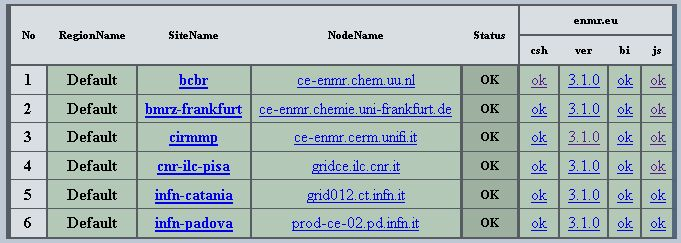 enmr.eu
No RegionName SiteName NodeName Status
csh ver bi js
1 Default bcbr ce-enmr.chem.uu.nl OK ok 3.1.0 ok ok
2 Default bmrz-frankfurt ce-enmr.chemie.uni-frankfurt.de OK ok 3.1.0 ok ok
3 Default cirmmp ce-enmr.cerm.unifi.it OK ok 3.1.0 ok ok
4 Default cnr-ilc-pisa gridce.ilc.cnr.it OK ok 3.1.0 ok ok
5 Default infn-catania grid012.ct.infn.it OK ok 3.1.0 ok ok
6 Default infn-padova prod-ce-02.pd.infn.it OK ok 3.1.0 ok ok